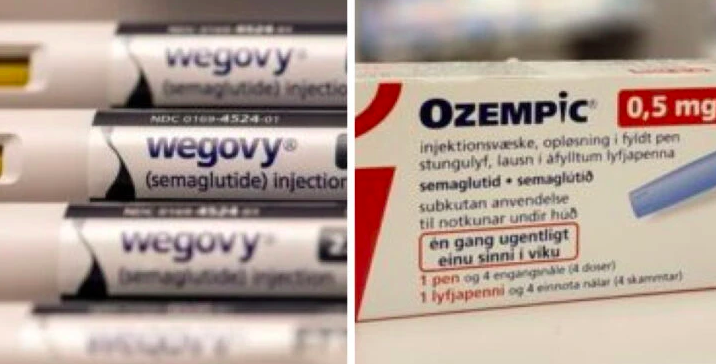 wegovy
(semaglutide) injectio
NDC 0169-4524-01
wegovy®
(semaglutide) injection
wegovy
(semaglutide) injection
OZEMPIC® 0,5 mg
injektionsvæske, opløsning i fyldt pen
stungulyf, lausn í áfylltum lyfjapenna
semaglutid • semaglútíð
subkutan anvendelse
til notkunar undir húð
én gang ugentligt
einu sinni í viku
1 pen og 4 engangsnåle (4 doser)
1 lyfjapenni og 4 einnota nálar (4 skammtar)